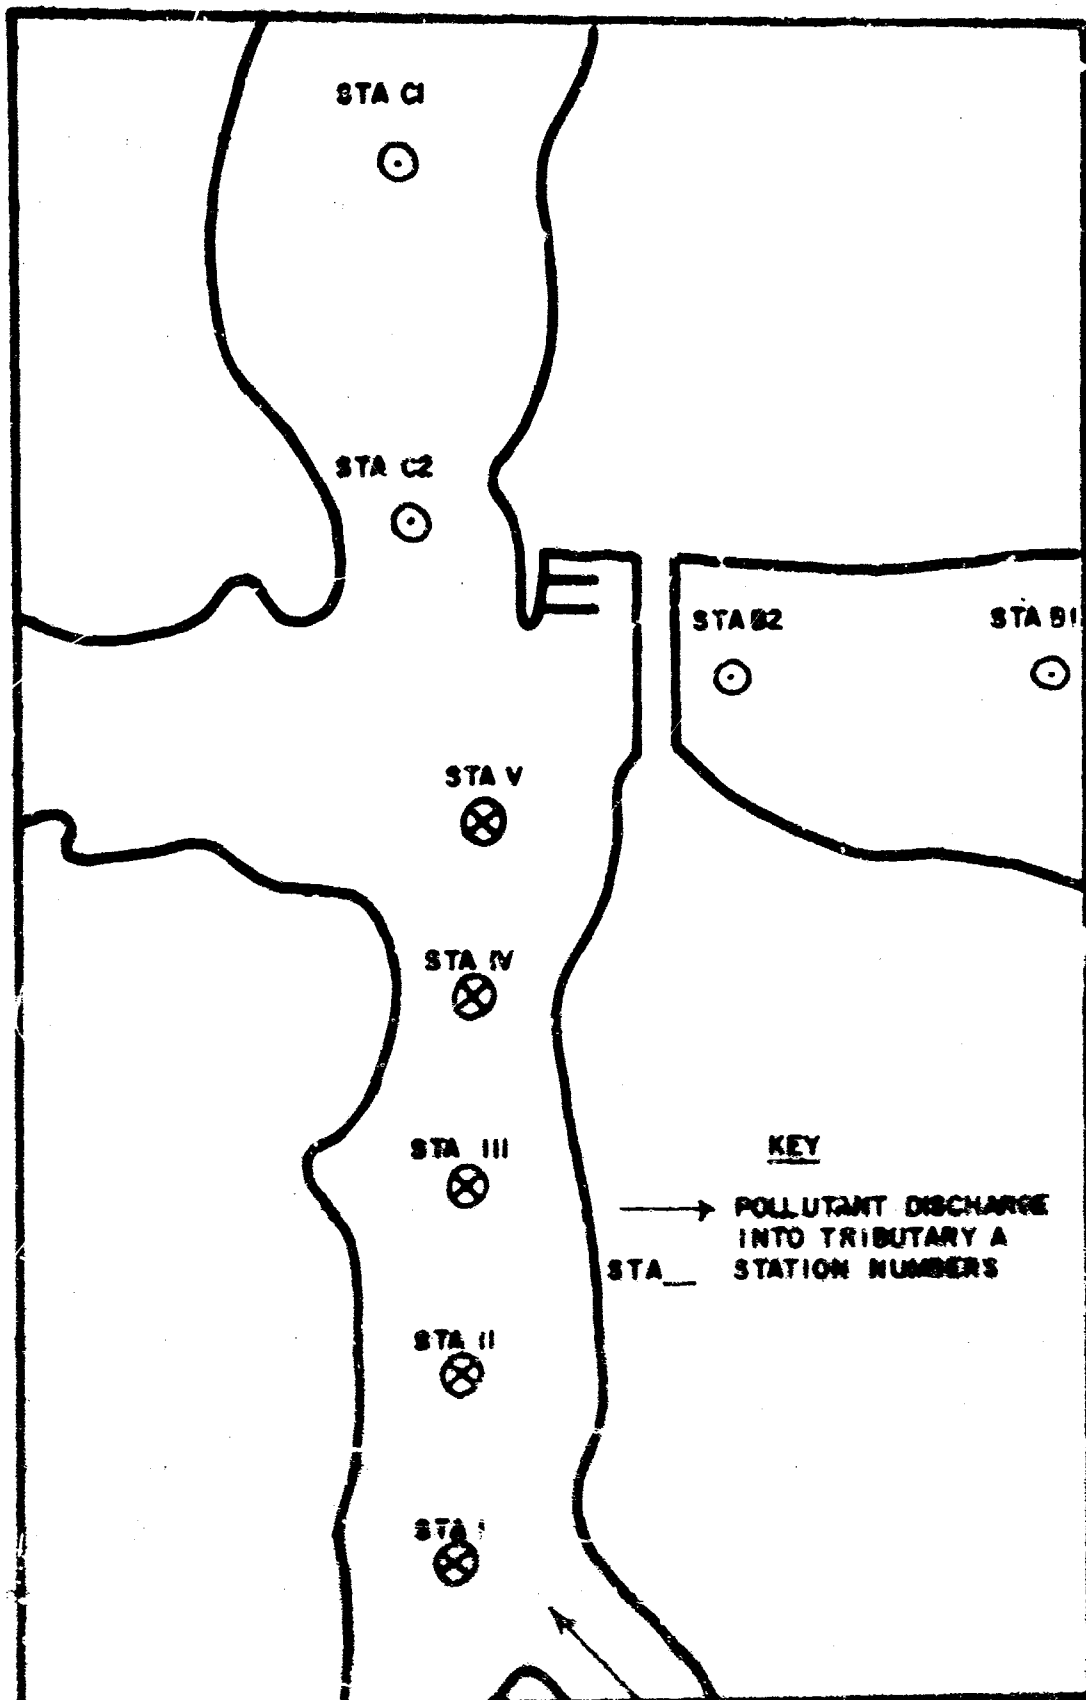 STA C1
STA C2
STA B2
STA B1
STA V
STA IV
STA III
KEY
POLLUTANT DISCHARGE
INTO TRIBUTARY A
STA__ STATION NUMBERS
STA II
STA I